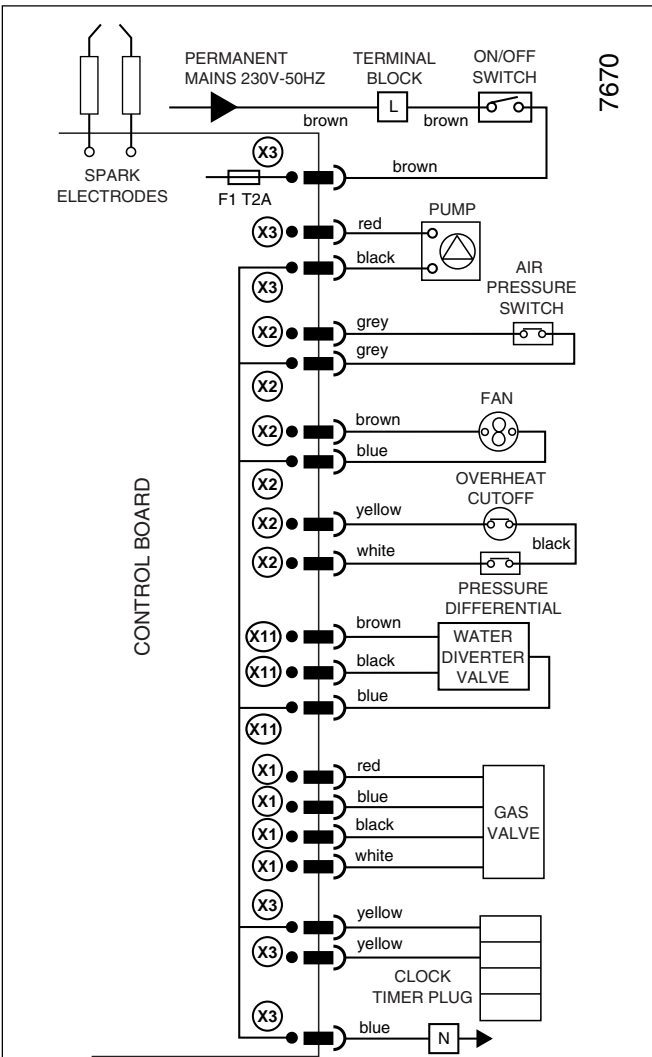 PERMANENT
MAINS 230V-50HZ
TERMINAL
BLOCK
ON/OFF
SWITCH
7670
L
brown
brown
SPARK
ELECTRODES
X3
brown
F1 T2A
PUMP
X3
red
black
X3
AIR
PRESSURE
SWITCH
X2
grey
grey
X2
FAN
X2
brown
blue
X2
OVERHEAT
CUTOFF
X2
yellow
black
X2
white
PRESSURE
DIFFERENTIAL
CONTROL BOARD
X11
brown
WATER
DIVERTER
VALVE
X11
black
blue
X11
X1
red
X1
blue
GAS
VALVE
X1
black
X1
white
X3
yellow
X3
yellow
CLOCK
TIMER PLUG
X3
blue
N